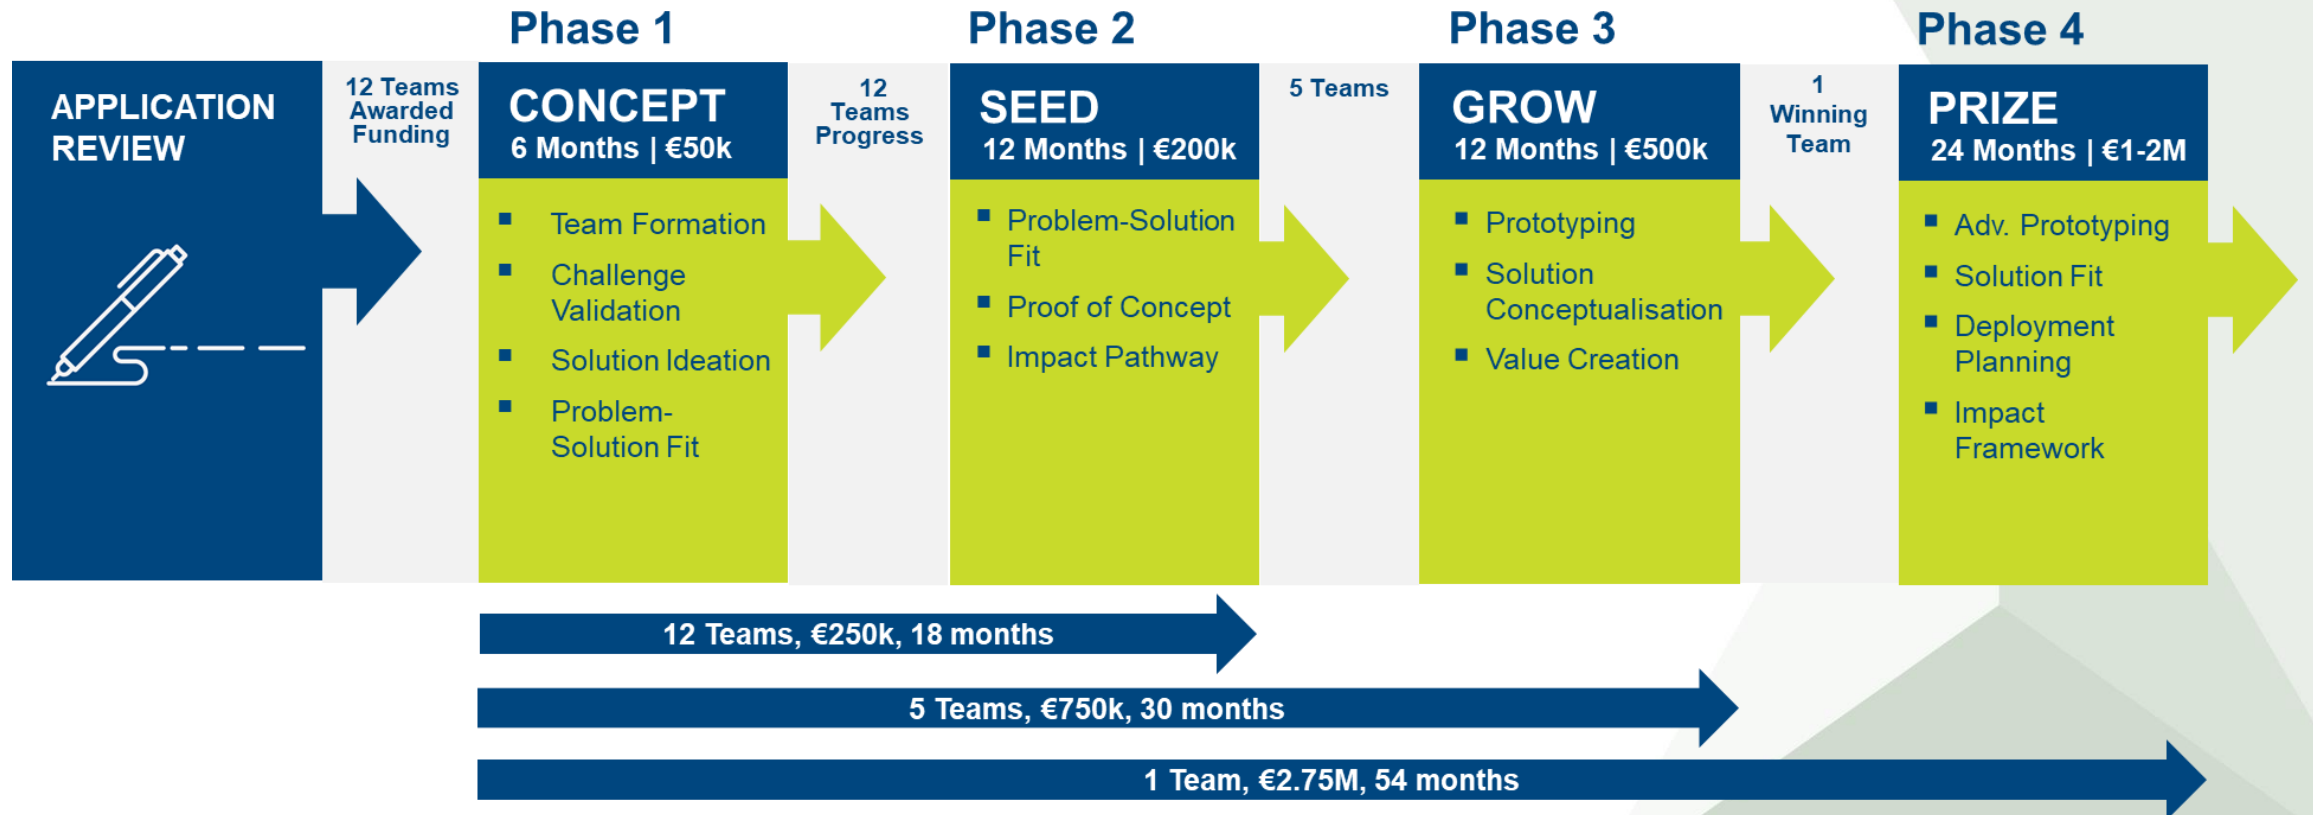 Phase 1
Phase 2
Phase 3
Phase 4
APPLICATION
REVIEW
12 Teams
Awarded
Funding
CONCEPT
6 Months | €50k
▪ Team Formation
▪ Challenge
Validation
▪ Solution Ideation
▪ Problem-
Solution Fit
12
Teams
Progress
SEED
12 Months | €200k
▪ Problem-Solution
Fit
▪ Proof of Concept
▪ Impact Pathway
5 Teams
GROW
12 Months | €500k
▪ Prototyping
▪ Solution
Conceptualisation
▪ Value Creation
1
Winning
Team
PRIZE
24 Months | €1-2M
▪ Adv. Prototyping
▪ Solution Fit
▪ Deployment
Planning
▪ Impact
Framework
12 Teams, €250k, 18 months
5 Teams, €750k, 30 months
1 Team, €2.75M, 54 months